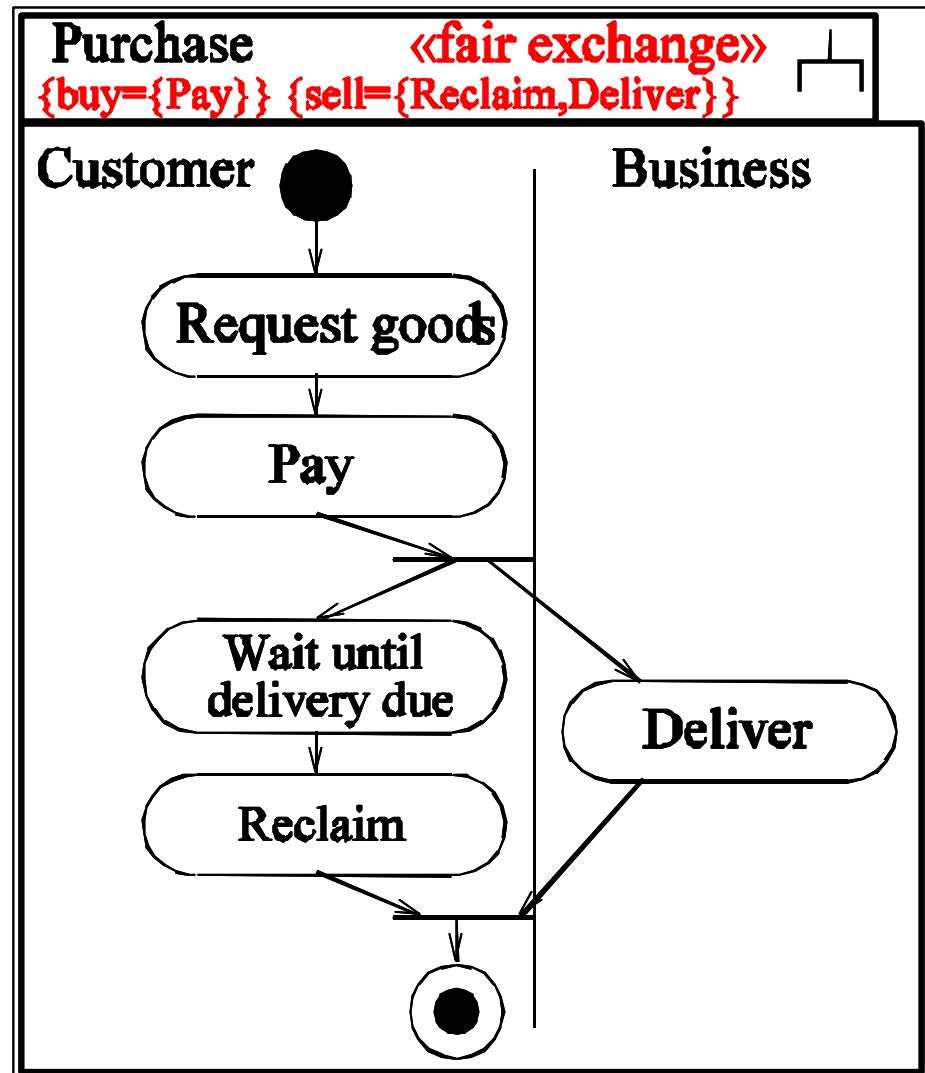 Purchase «fair exchange»
{buy={Pay}} {sell={Reclaim,Deliver}}
Customer
Business
Request goods
Pay
Wait until
delivery due
Deliver
Reclaim